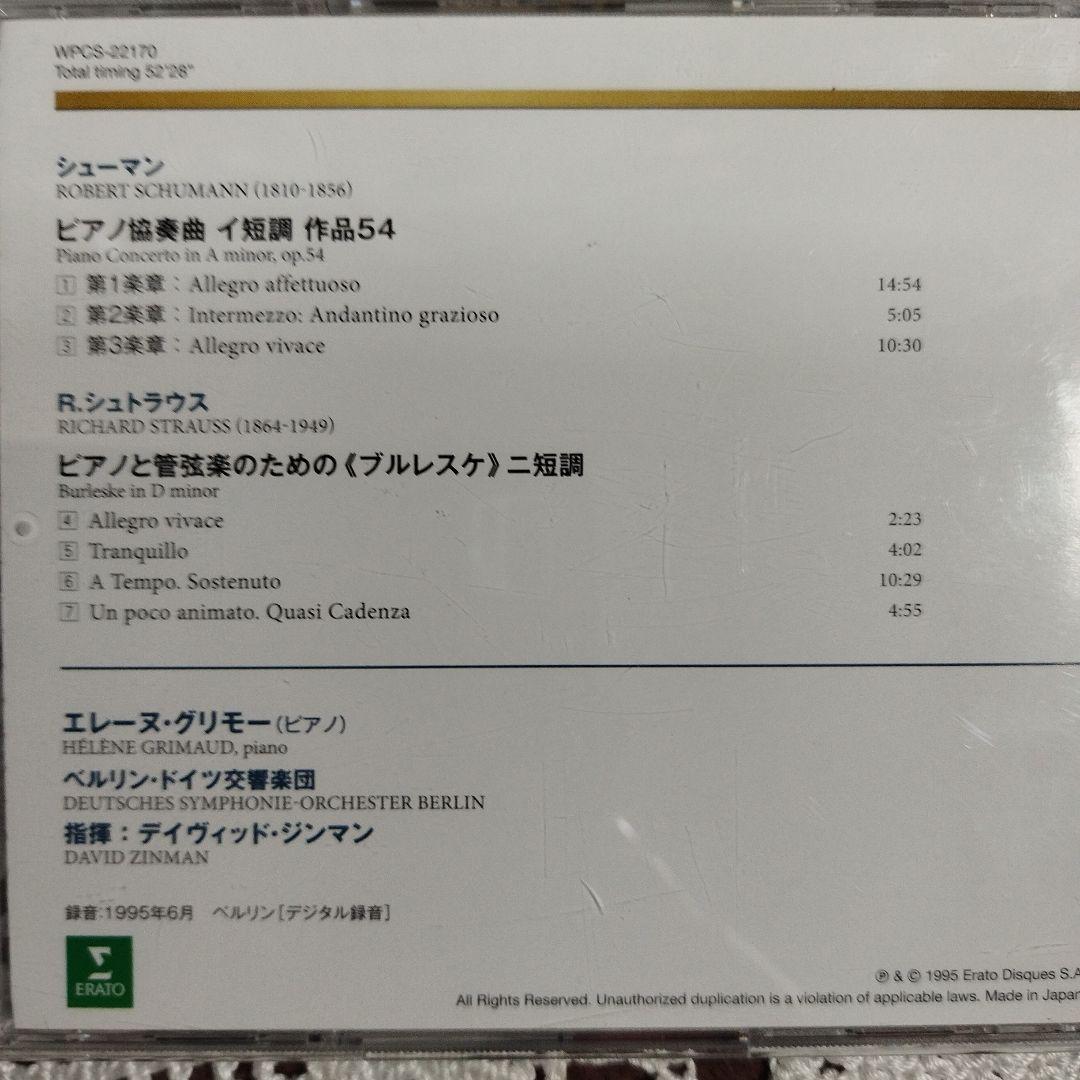 WPCS-22170
Total timing 52'28"
シューマン
ROBERT SCHUMANN (1810-1856)
ピアノ協奏曲 イ短調 作品54
Piano Concerto in A minor, op.54
1 第1楽章：Allegro affettuoso 14:54
2 第2楽章：Intermezzo: Andantino grazioso 5:05
3 第3楽章：Allegro vivace 10:30
R.シュトラウス
RICHARD STRAUSS (1864-1949)
ピアノと管弦楽のための《ブルレスケ》ニ短調
Burleske in D minor
4 Allegro vivace 2:23
5 Tranquillo 4:02
6 A Tempo. Sostenuto 10:29
7 Un poco animato. Quasi Cadenza 4:55
エレーヌ・グリモー（ピアノ）
HÉLÈNE GRIMAUD, piano
ベルリン・ドイツ交響楽団
DEUTSCHES SYMPHONIE-ORCHESTER BERLIN
指揮：デイヴィッド・ジンマン
DAVID ZINMAN
録音:1995年6月 ベルリン[デジタル録音]
ERATO
℗ & © 1995 Erato Disques S.A
All Rights Reserved. Unauthorized duplication is a violation of applicable laws. Made in Japan